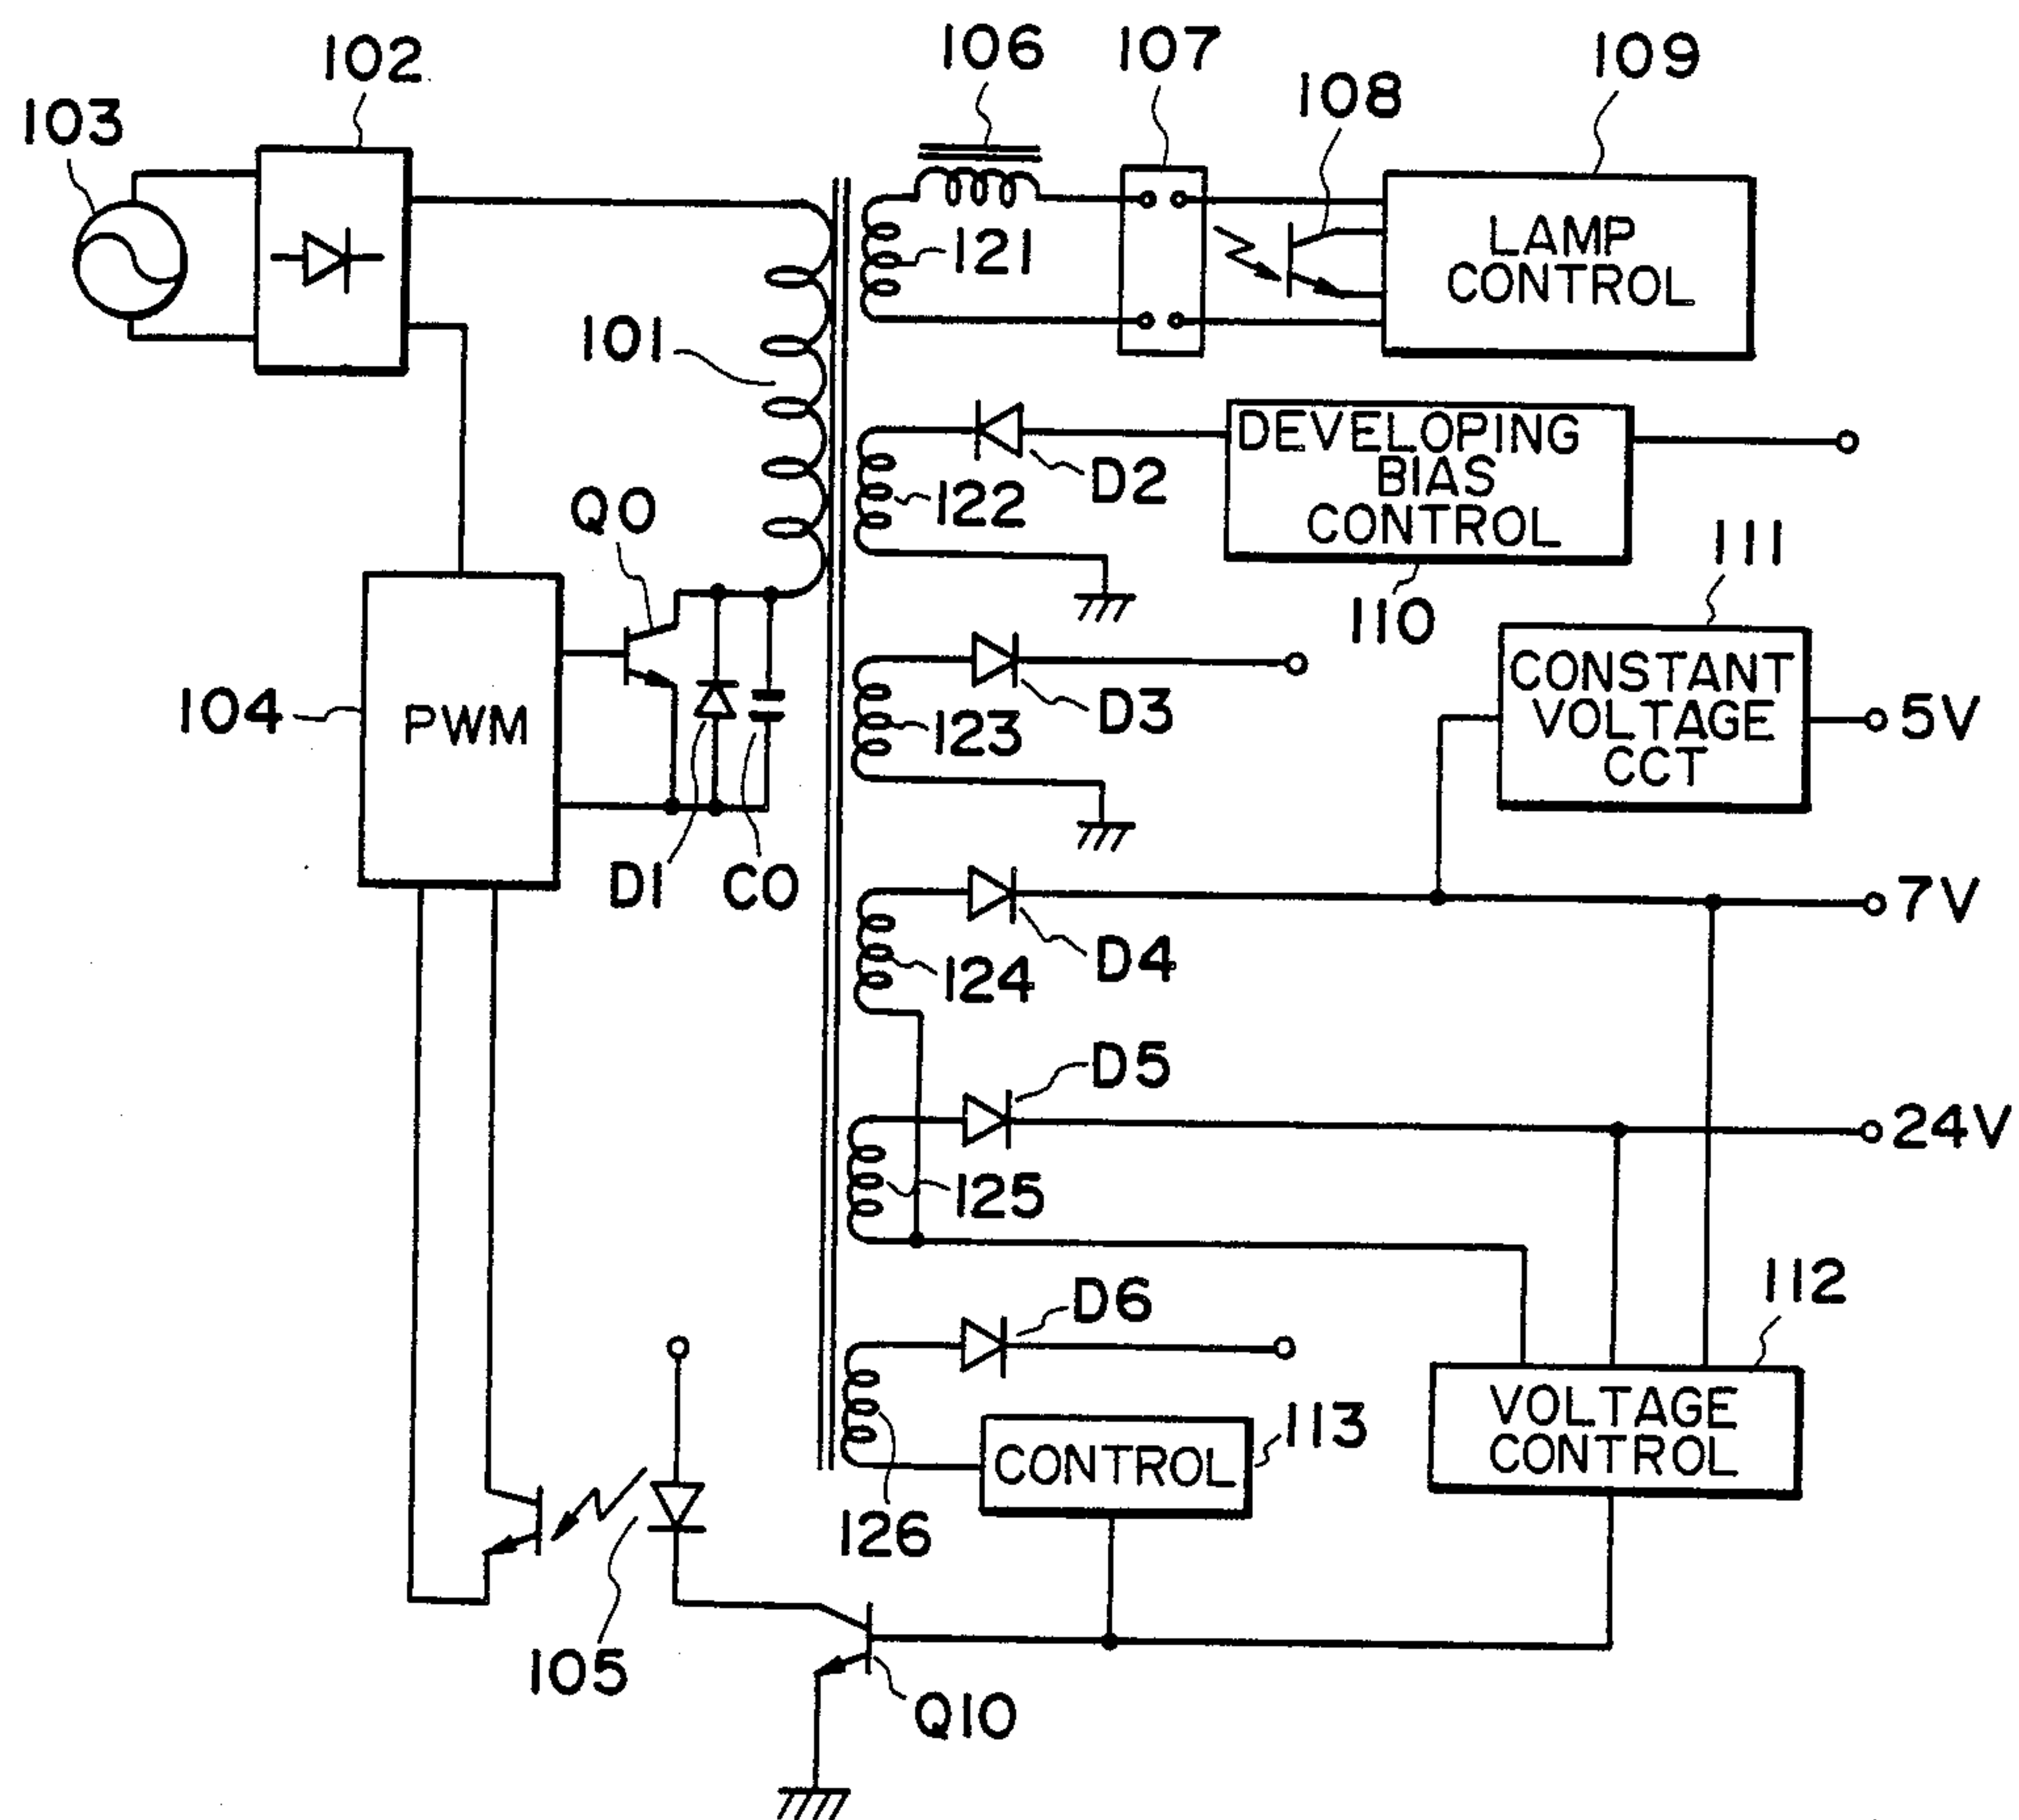 106
107
109
102
108
103
LAMP
CONTROL
121
101
DEVELOPING
BIAS
CONTROL
D2
122
Q0
111
110
CONSTANT
VOLTAGE
CCT
5V
D3
123
104
PWM
D1
C0
7V
D4
124
D5
24V
125
D6
112
VOLTAGE
CONTROL
113
CONTROL
126
105
Q10